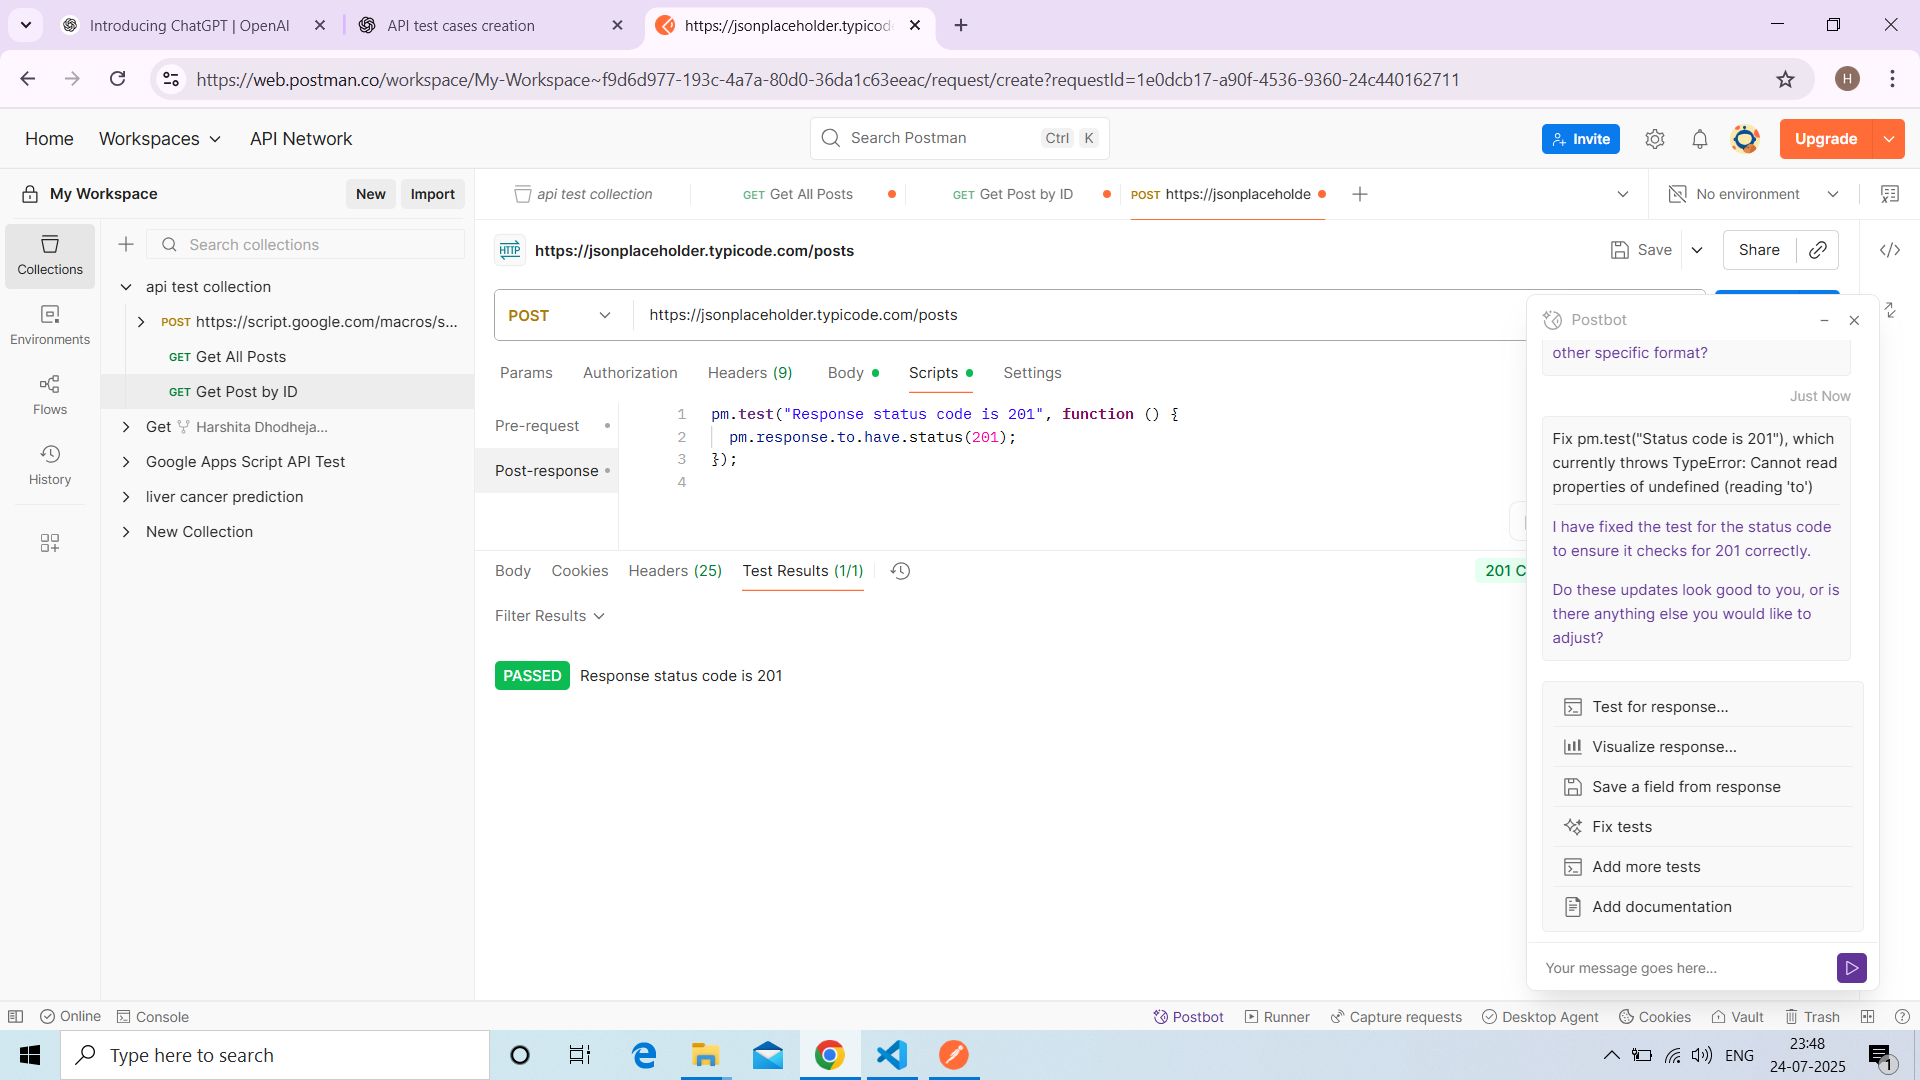 Introducing ChatGPT | OpenAI
API test cases creation
https://jsonplaceholder.typicod
https://web.postman.co/workspace/My-Workspace~f9d6d977-193c-4a7a-80d0-36da1c63eeac/request/create?requestId=1e0dcb17-a90f-4536-9360-24c440162711
H
Home
Workspaces
API Network
Search Postman
Ctrl
K
Invite
Upgrade
My Workspace
New
Import
api test collection
GET Get All Posts
GET Get Post by ID
POST https://jsonplaceholde
No environment
Collections
Environments
Flows
History
Search collections
api test collection
POST https://script.google.com/macros/s...
GET Get All Posts
GET Get Post by ID
Get Harshita Dhodheja...
Google Apps Script API Test
liver cancer prediction
New Collection
HTTP https://jsonplaceholder.typicode.com/posts
Save
Share
POST
https://jsonplaceholder.typicode.com/posts
Params
Authorization
Headers (9)
Body
Scripts
Settings
Pre-request
Post-response
1 pm.test("Response status code is 201", function () {
2 pm.response.to.have.status(201);
3 });
4
Body
Cookies
Headers (25)
Test Results (1/1)
201 C
Filter Results
PASSED Response status code is 201
Postbot
other specific format?
Just Now
Fix pm.test("Status code is 201"), which
currently throws TypeError: Cannot read
properties of undefined (reading 'to')
I have fixed the test for the status code
to ensure it checks for 201 correctly.
Do these updates look good to you, or is
there anything else you would like to
adjust?
Test for response...
Visualize response...
Save a field from response
Fix tests
Add more tests
Add documentation
Your message goes here...
Online
Console
Postbot
Runner
Capture requests
Desktop Agent
Cookies
Vault
Trash
Type here to search
ENG
23:48
24-07-2025
1